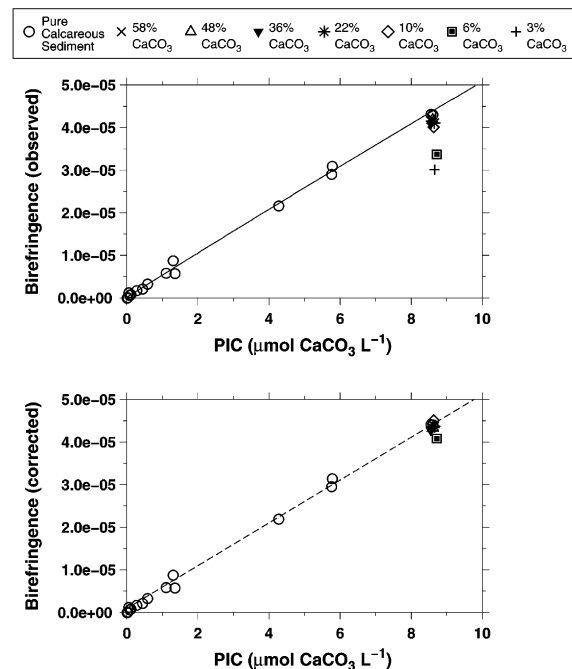 Pure
Calcareous
Sediment
58%
CaCO₃
48%
CaCO₃
36%
CaCO₃
22%
CaCO₃
10%
CaCO₃
6%
CaCO₃
3%
CaCO₃
5.0e−05
4.0e−05
3.0e−05
2.0e−05
1.0e−05
0.0e+00
Birefringence (observed)
0 2 4 6 8 10
PIC (μmol CaCO₃ L⁻¹)
5.0e−05
4.0e−05
3.0e−05
2.0e−05
1.0e−05
0.0e+00
Birefringence (corrected)
0 2 4 6 8 10
PIC (μmol CaCO₃ L⁻¹)